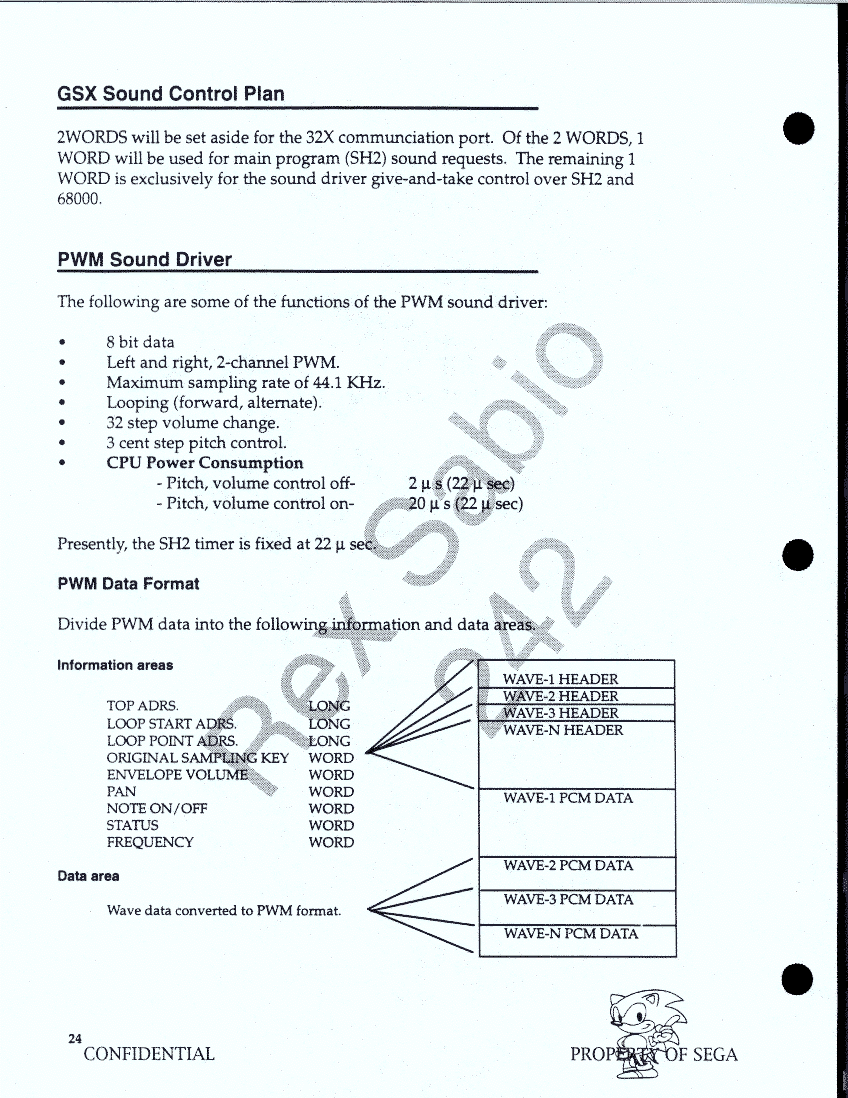 GSX Sound Control Plan
2WORDS will be set aside for the 32X communciation port. Of the 2 WORDS, 1
WORD will be used for main program (SH2) sound requests. The remaining 1
WORD is exclusively for the sound driver give-and-take control over SH2 and
68000.
PWM Sound Driver
The following are some of the functions of the PWM sound driver:
• 8 bit data
• Left and right, 2-channel PWM.
• Maximum sampling rate of 44.1 KHz.
• Looping (forward, alternate).
• 32 step volume change.
• 3 cent step pitch control.
• CPU Power Consumption
- Pitch, volume control off- 2 µ s (22 µ sec)
- Pitch, volume control on- 20 µ s (22 µ sec)
Presently, the SH2 timer is fixed at 22 µ sec.
PWM Data Format
Divide PWM data into the following information and data areas.
Information areas
TOP ADRS. LONG
LOOP START ADRS. LONG
LOOP POINT ADRS. LONG
ORIGINAL SAMPLING KEY WORD
ENVELOPE VOLUME WORD
PAN WORD
NOTE ON/OFF WORD
STATUS WORD
FREQUENCY WORD
WAVE-1 HEADER
WAVE-2 HEADER
WAVE-3 HEADER
WAVE-N HEADER
WAVE-1 PCM DATA
WAVE-2 PCM DATA
WAVE-3 PCM DATA
WAVE-N PCM DATA
Data area
Wave data converted to PWM format.
Rex Sabio
242
24
CONFIDENTIAL
PROPERTY OF SEGA